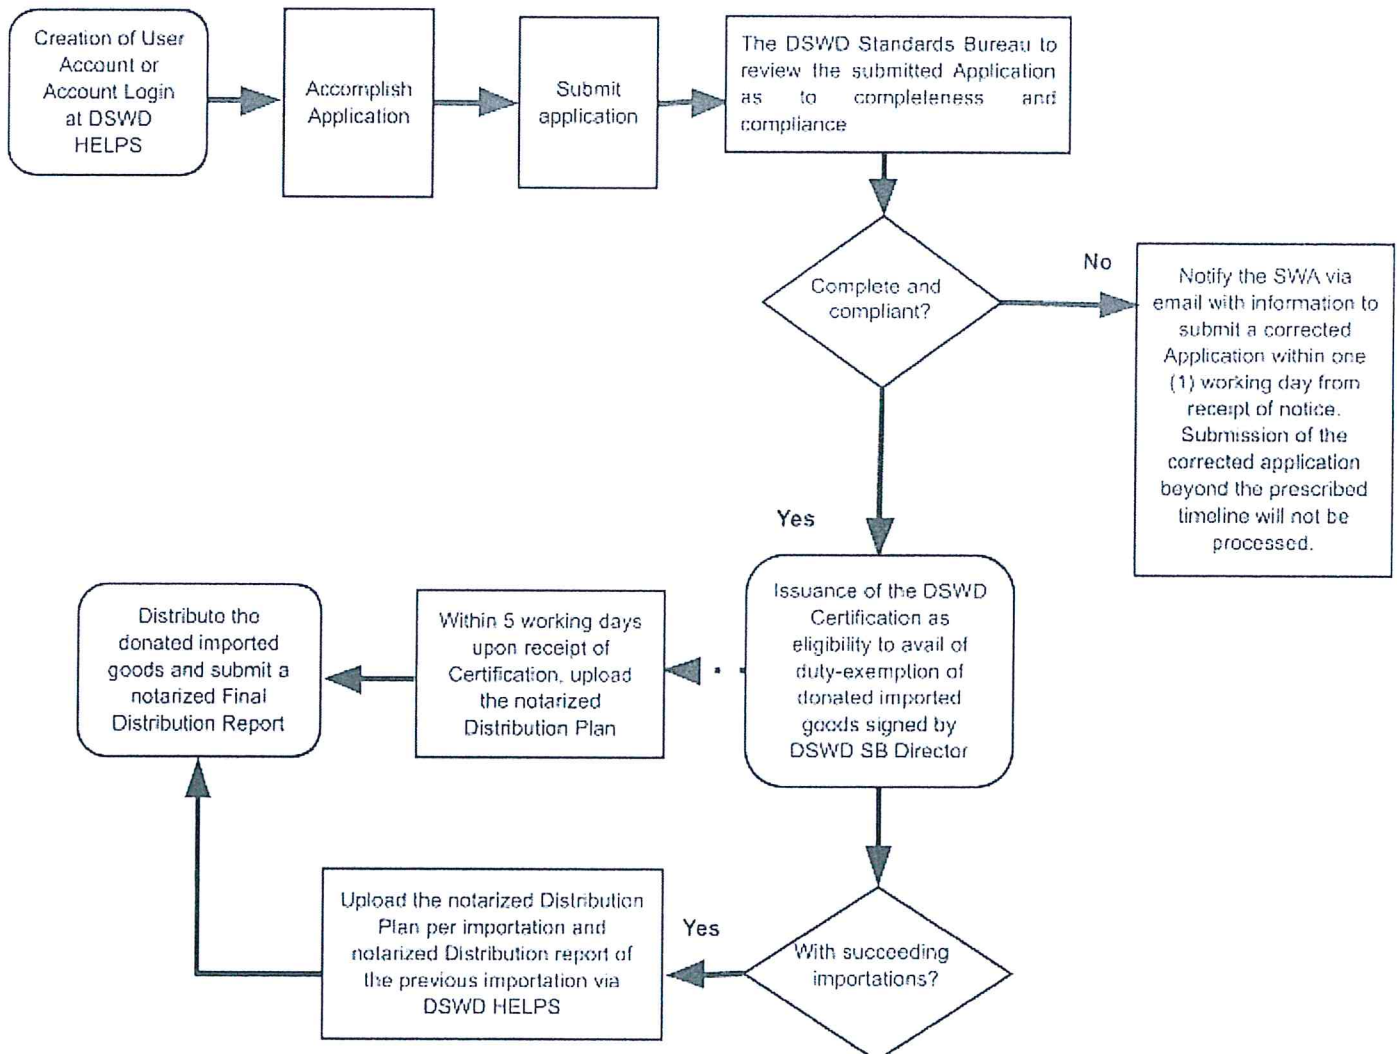 Creation of User
Account or
Account Login
at DSWD
HELPS
Accomplish
Application
Submit
application
The DSWD Standards Bureau to
review the submitted Application
as to completeness and
compliance
Complete and
compliant?
No
Notify the SWA via
email with information to
submit a corrected
Application within one
(1) working day from
receipt of notice.
Submission of the
corrected application
beyond the prescribed
timeline will not be
processed.
Yes
Issuance of the DSWD
Certification as
eligibility to avail of
duty-exemption of
donated imported
goods signed by
DSWD SB Director
Within 5 working days
upon receipt of
Certification, upload
the notarized
Distribution Plan
Distribute the
donated imported
goods and submit a
notarized Final
Distribution Report
With succeeding
importations?
Yes
Upload the notarized Distribution
Plan per importation and
notarized Distribution report of
the previous importation via
DSWD HELPS